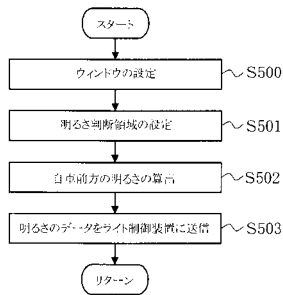 スタート
ウィンドウの設定
S500
明るさ判断領域の設定
S501
自車前方の明るさの算出
S502
明るさのデータをライト制御装置に送信
S503
リターン